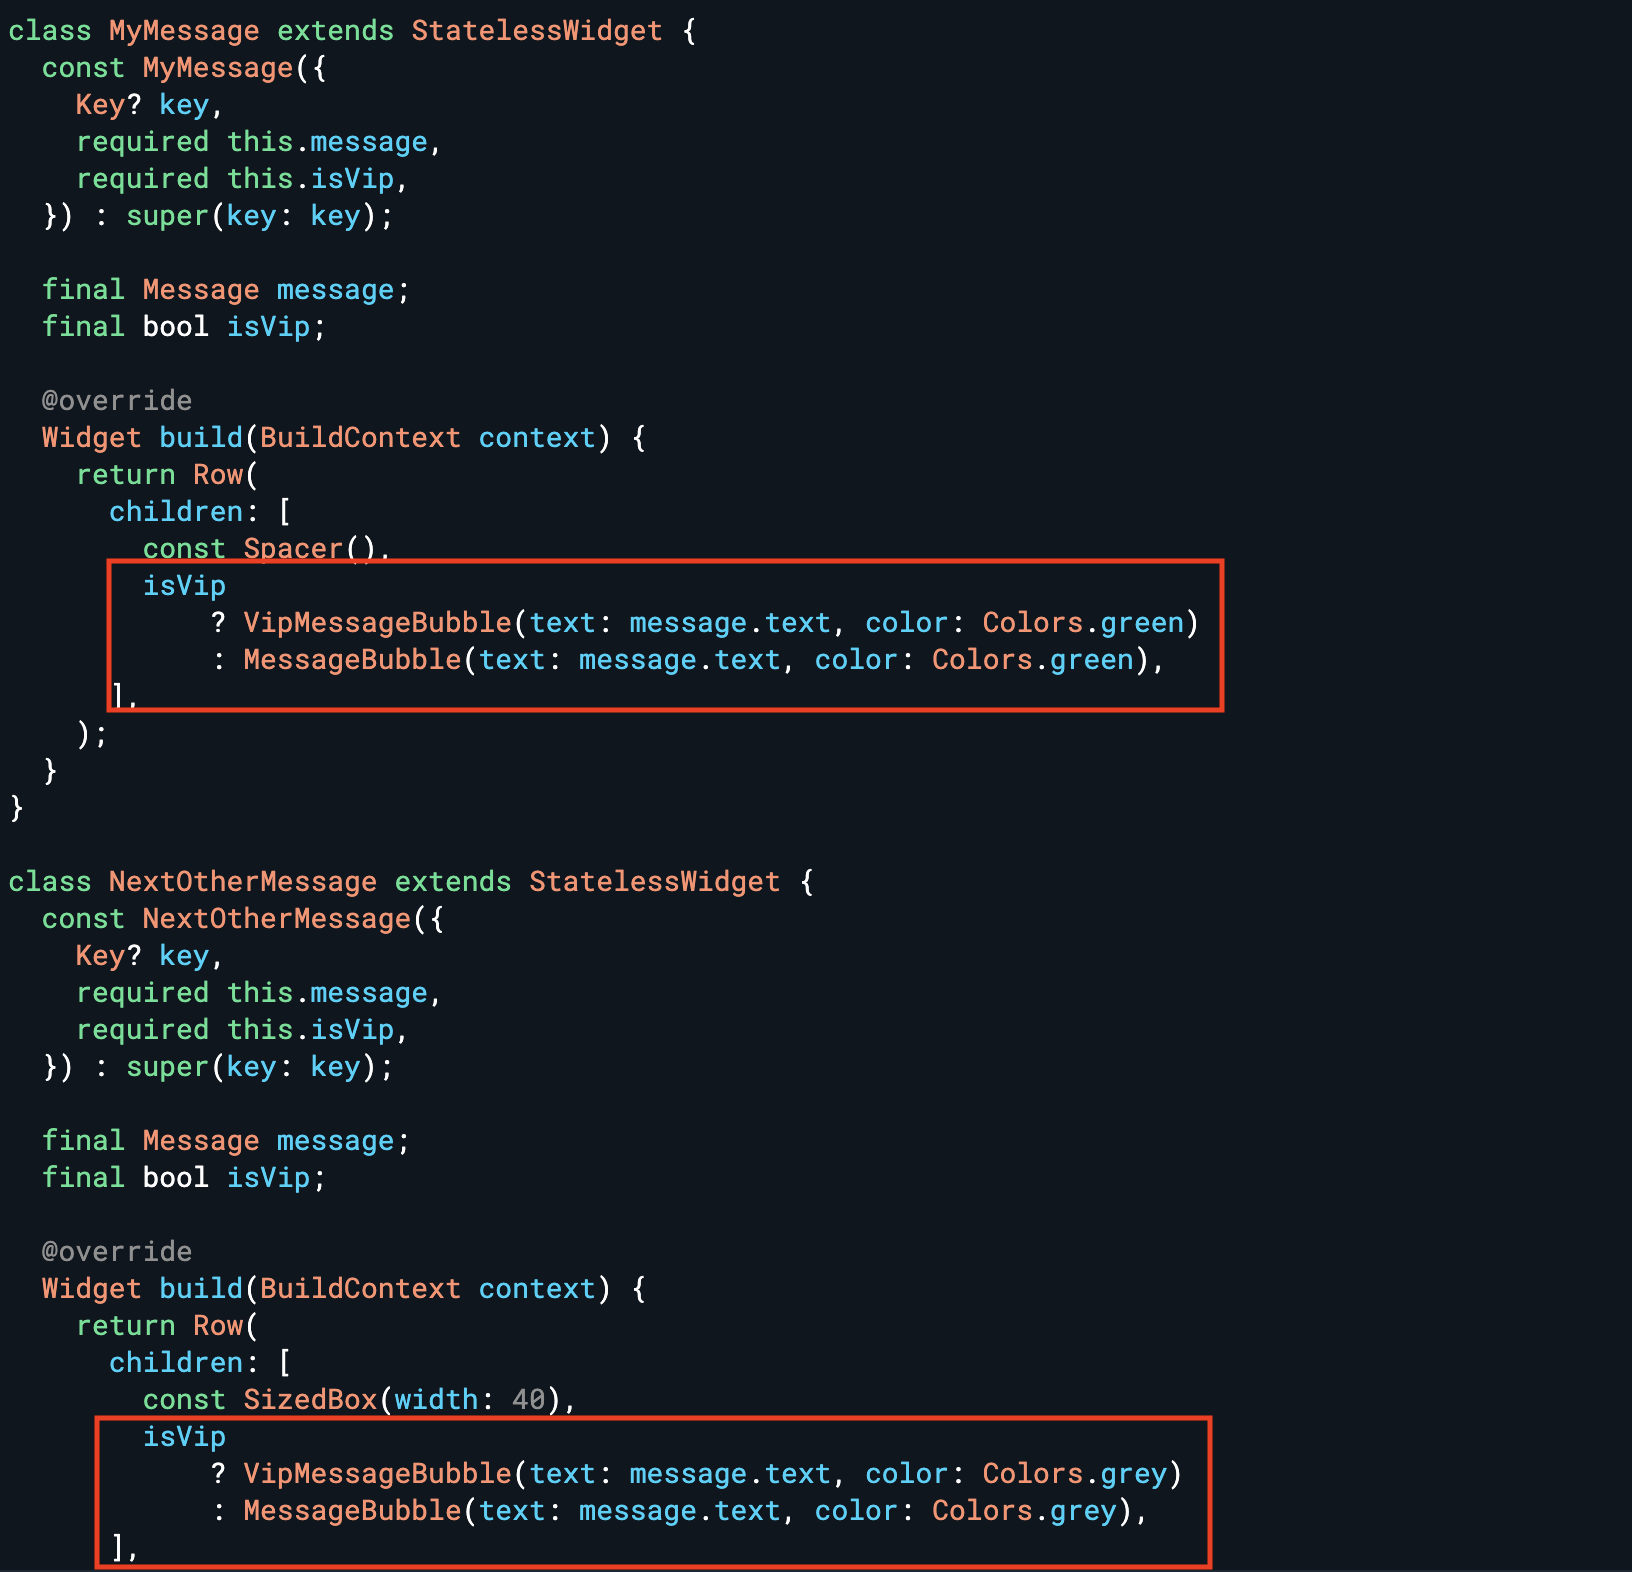 class MyMessage extends StatelessWidget {
  const MyMessage({
    Key? key,
    required this.message,
    required this.isVip,
  }) : super(key: key);

  final Message message;
  final bool isVip;

  @override
  Widget build(BuildContext context) {
    return Row(
      children: [
        const Spacer(),
        isVip
            ? VipMessageBubble(text: message.text, color: Colors.green)
            : MessageBubble(text: message.text, color: Colors.green),
      ],
    );
  }
}

class NextOtherMessage extends StatelessWidget {
  const NextOtherMessage({
    Key? key,
    required this.message,
    required this.isVip,
  }) : super(key: key);

  final Message message;
  final bool isVip;

  @override
  Widget build(BuildContext context) {
    return Row(
      children: [
        const SizedBox(width: 40),
        isVip
            ? VipMessageBubble(text: message.text, color: Colors.grey)
            : MessageBubble(text: message.text, color: Colors.grey),
      ],